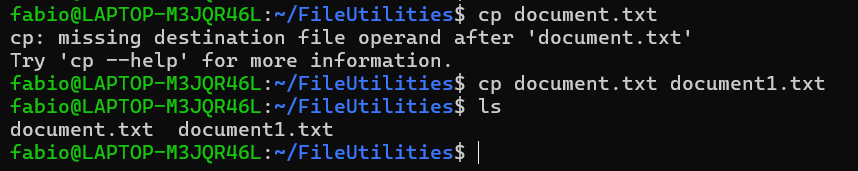 fabio@LAPTOP-M3JQR46L:~/FileUtilities$ cp document.txt
cp: missing destination file operand after 'document.txt'
Try 'cp --help' for more information.
fabio@LAPTOP-M3JQR46L:~/FileUtilities$ cp document.txt document1.txt
fabio@LAPTOP-M3JQR46L:~/FileUtilities$ ls
document.txt  document1.txt
fabio@LAPTOP-M3JQR46L:~/FileUtilities$